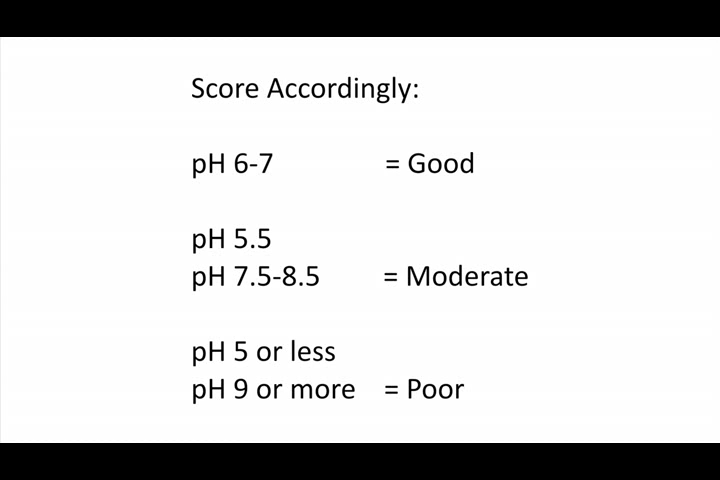 Score Accordingly:
pH 6-7 = Good
pH 5.5
pH 7.5-8.5 = Moderate
pH 5 or less
pH 9 or more = Poor